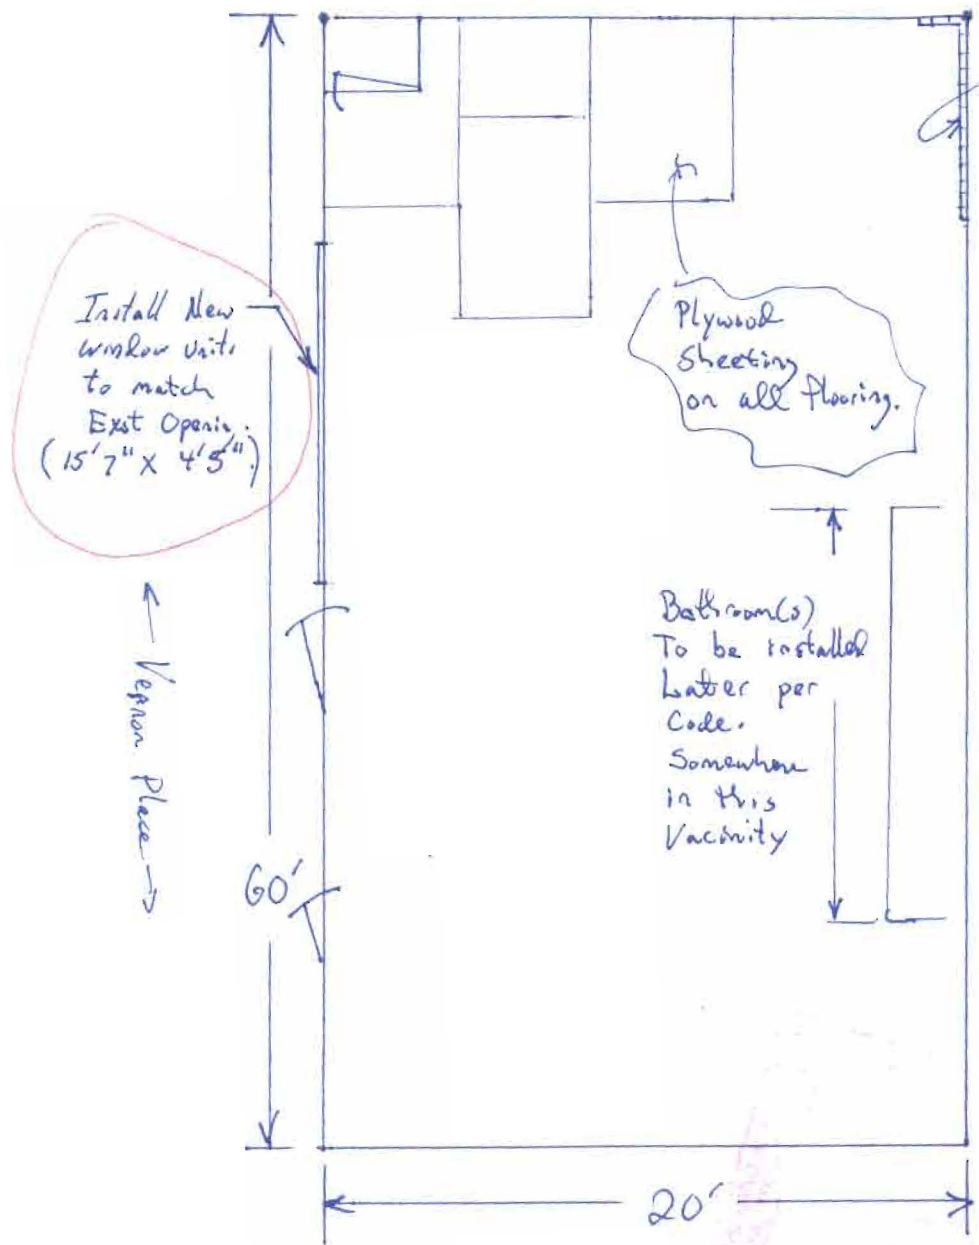 Install New
window units
to match
Exst Openin.
(15'7" X 4'5")
Plywood
Sheeting
on all flooring.
Bathroom(s)
To be installed
Latter per
Code.
Somewhere
in this
Vacinity
← Vernon Place →
60'
20'